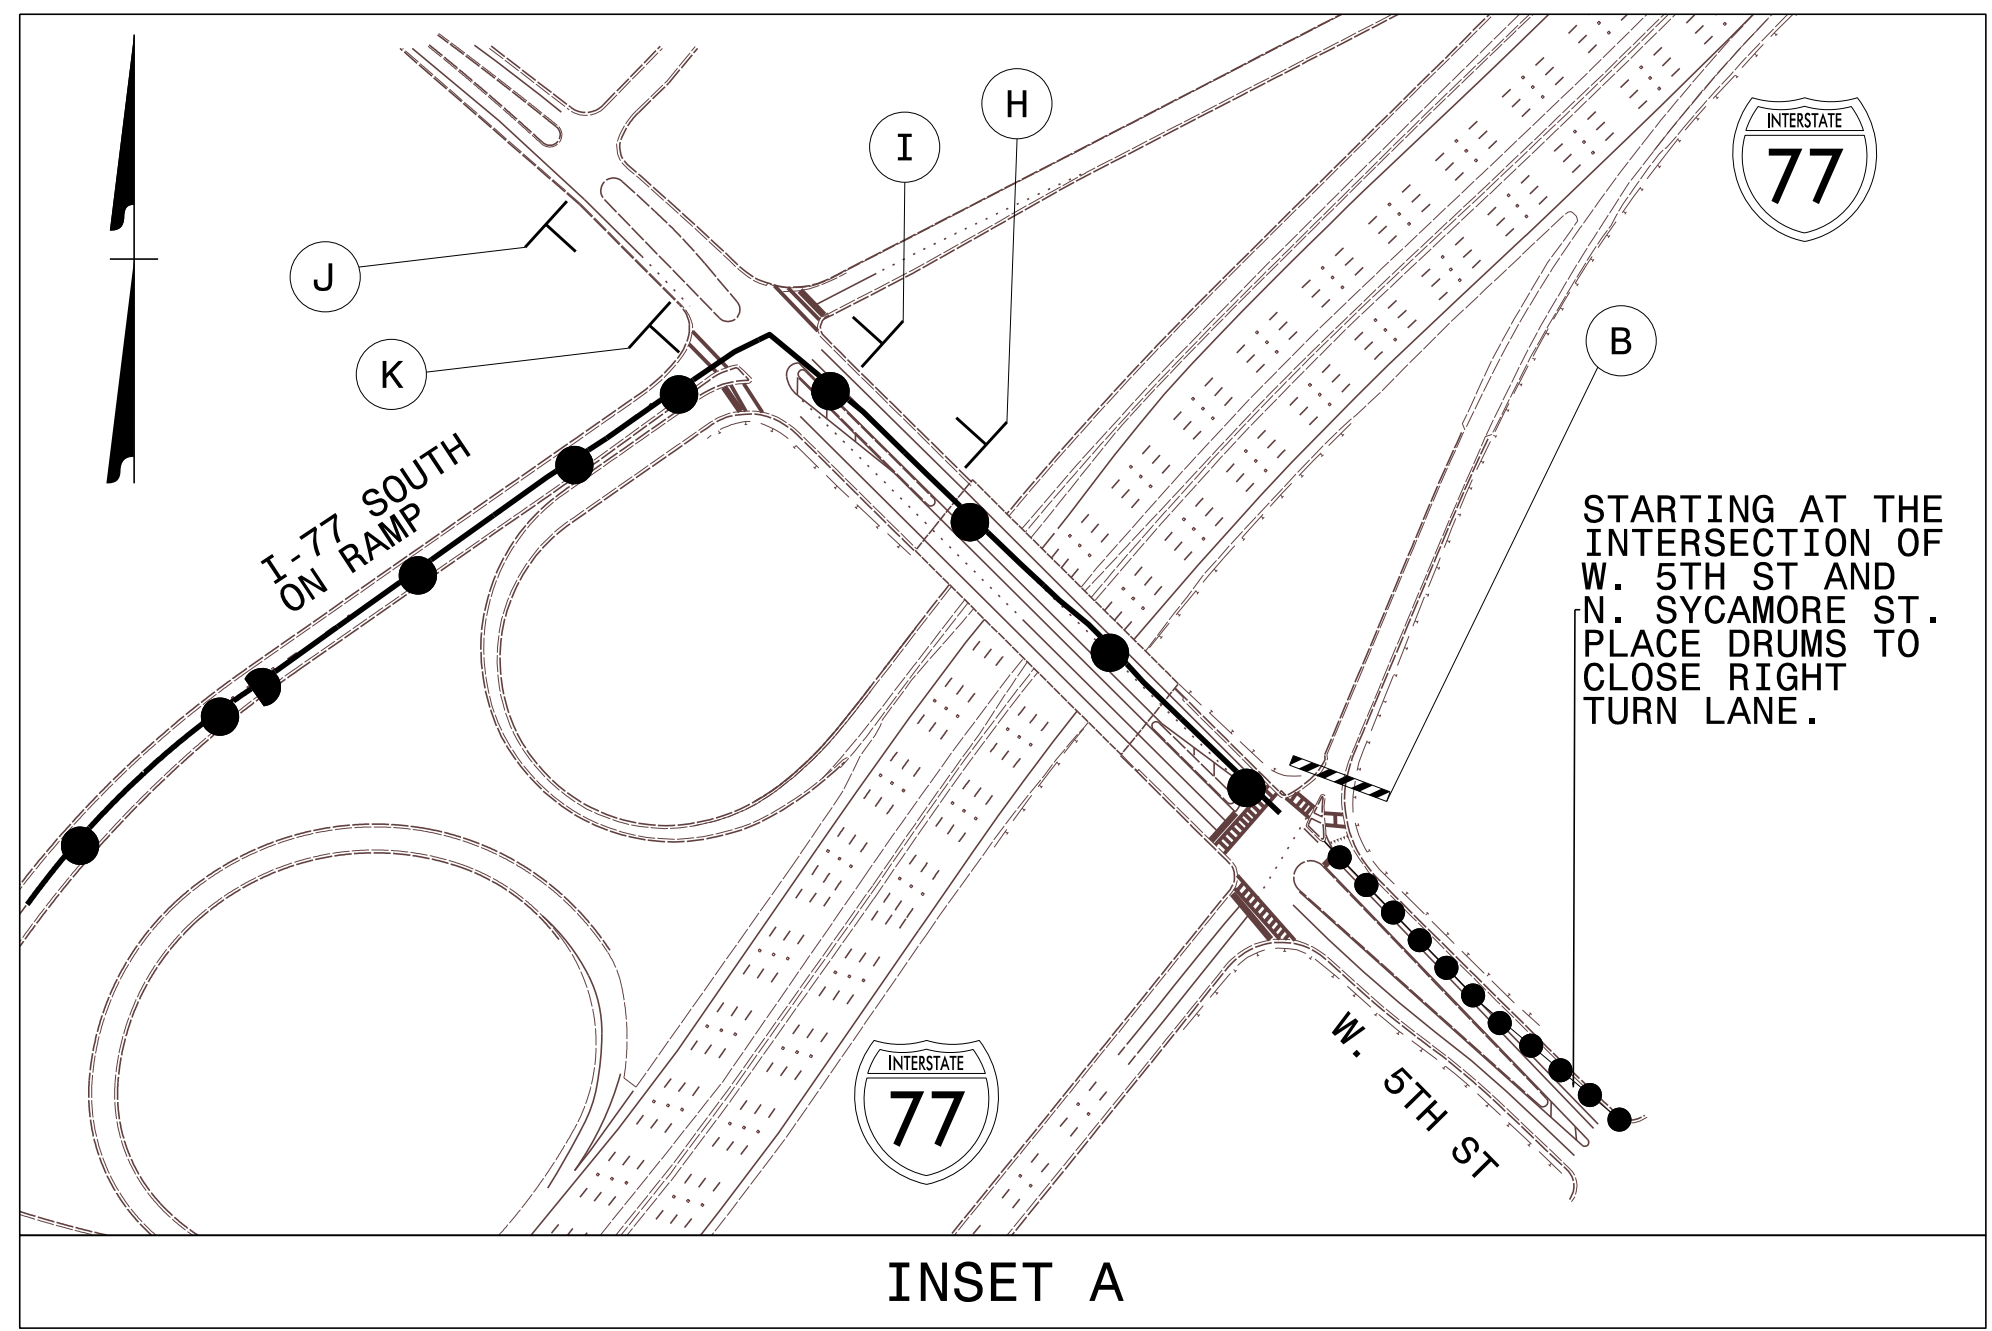 H
I
INTERSTATE
77
J
B
K
I-77 SOUTH
ON RAMP
STARTING AT THE
INTERSECTION OF
W. 5TH ST AND
N. SYCAMORE ST.
PLACE DRUMS TO
CLOSE RIGHT
TURN LANE.
W. 5TH ST
INTERSTATE
77
INSET A